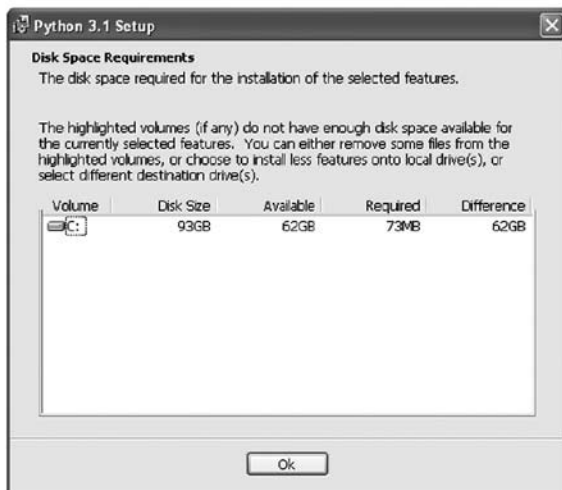 Python 3.1 Setup
Disk Space Requirements
The disk space required for the installation of the selected features.
The highlighted volumes (if any) do not have enough disk space available for
the currently selected features. You can either remove some files from the
highlighted volumes, or choose to install less features onto local drive(s), or
select different destination drive(s).
Volume Disk Size Available Required Difference
C: 93GB 62GB 73MB 62GB
Ok